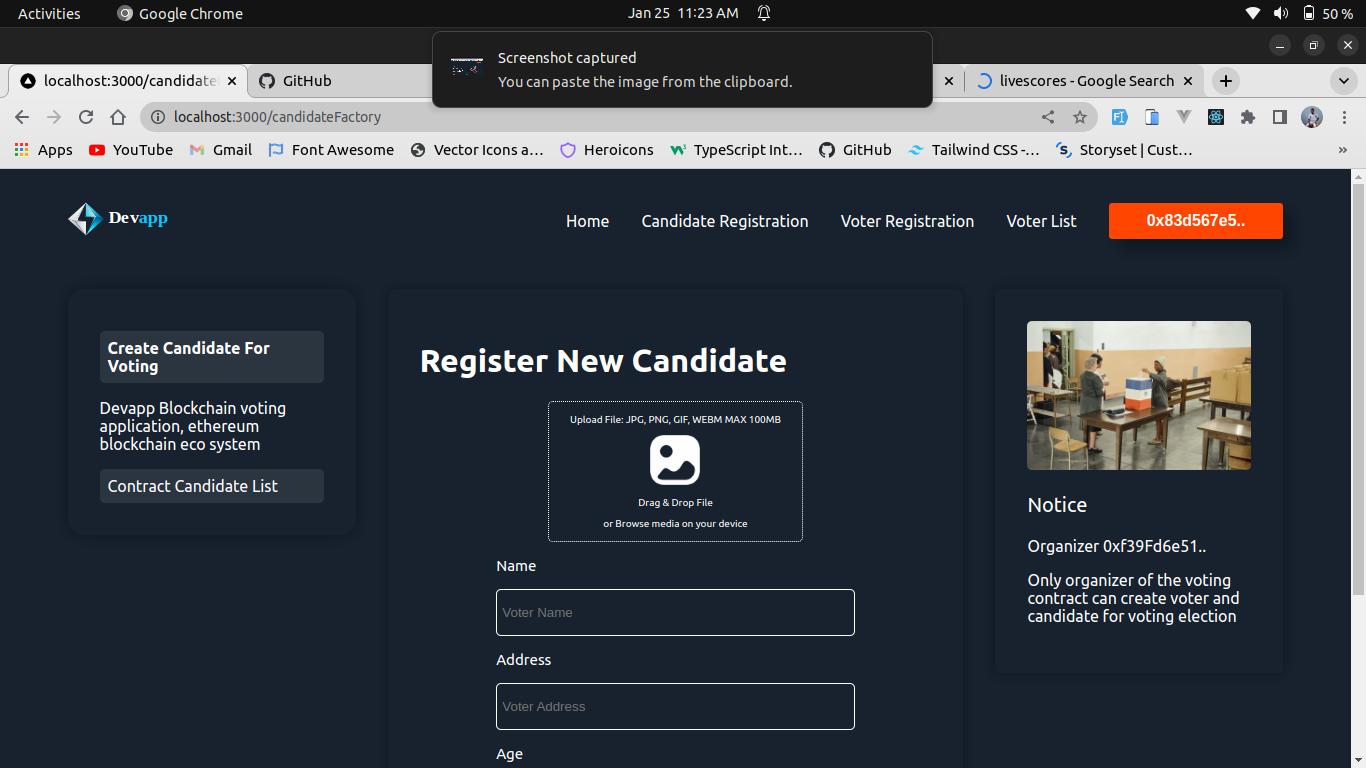 Activities
Google Chrome
Jan 25 11:23 AM
50 %
Screenshot captured
You can paste the image from the clipboard.
localhost:3000/candidate
GitHub
livescores - Google Search
localhost:3000/candidateFactory
Apps
YouTube
Gmail
Font Awesome
Vector Icons a...
Heroicons
TypeScript Int...
GitHub
Tailwind CSS -...
Storyset | Cust...
»
Devapp
Home
Candidate Registration
Voter Registration
Voter List
0x83d567e5..
Create Candidate For
Voting
Devapp Blockchain voting
application, ethereum
blockchain eco system
Contract Candidate List
Register New Candidate
Upload File: JPG, PNG, GIF, WEBM MAX 100MB
Drag & Drop File
or Browse media on your device
Name
Voter Name
Address
Voter Address
Age
Notice
Organizer 0xf39Fd6e51..
Only organizer of the voting
contract can create voter and
candidate for voting election